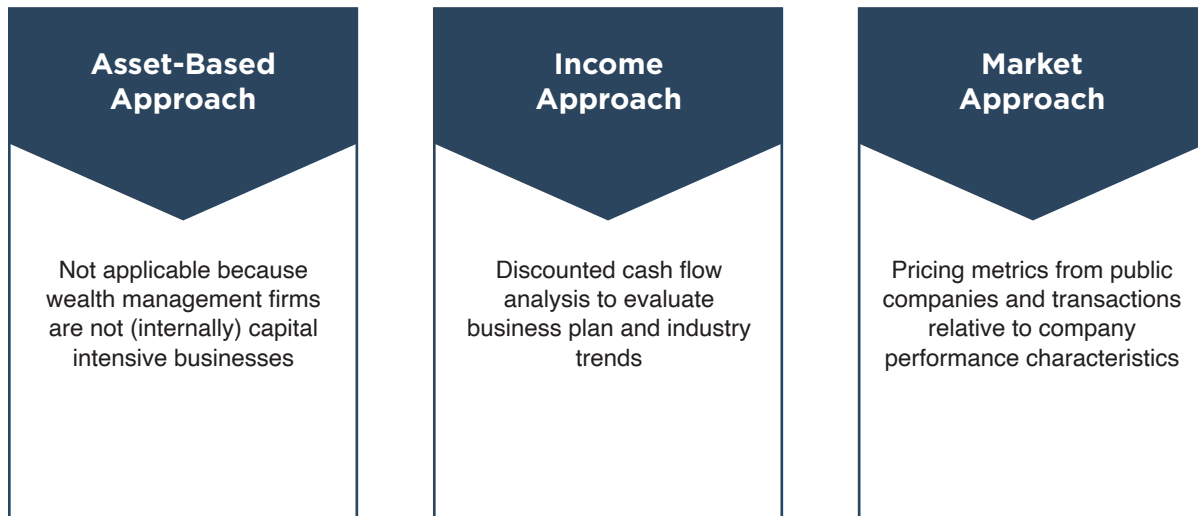 Asset-Based
Approach
Not applicable because
wealth management firms
are not (internally) capital
intensive businesses
Income
Approach
Discounted cash flow
analysis to evaluate
business plan and industry
trends
Market
Approach
Pricing metrics from public
companies and transactions
relative to company
performance characteristics